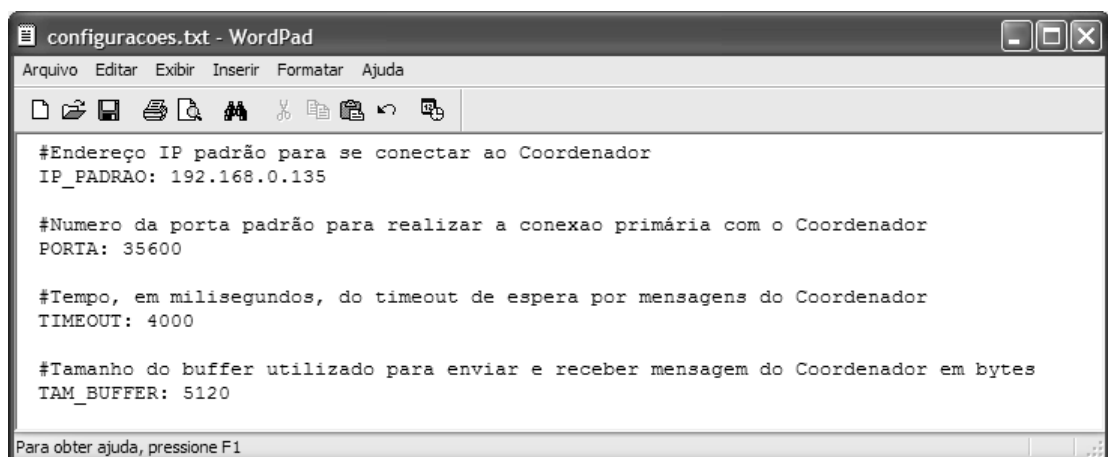 configuracoes.txt - WordPad
Arquivo Editar Exibir Inserir Formatar Ajuda
#Endereço IP padrão para se conectar ao Coordenador
IP_PADRAO: 192.168.0.135
#Numero da porta padrão para realizar a conexao primária com o Coordenador
PORTA: 35600
#Tempo, em milisegundos, do timeout de espera por mensagens do Coordenador
TIMEOUT: 4000
#Tamanho do buffer utilizado para enviar e receber mensagem do Coordenador em bytes
TAM_BUFFER: 5120
Para obter ajuda, pressione F1